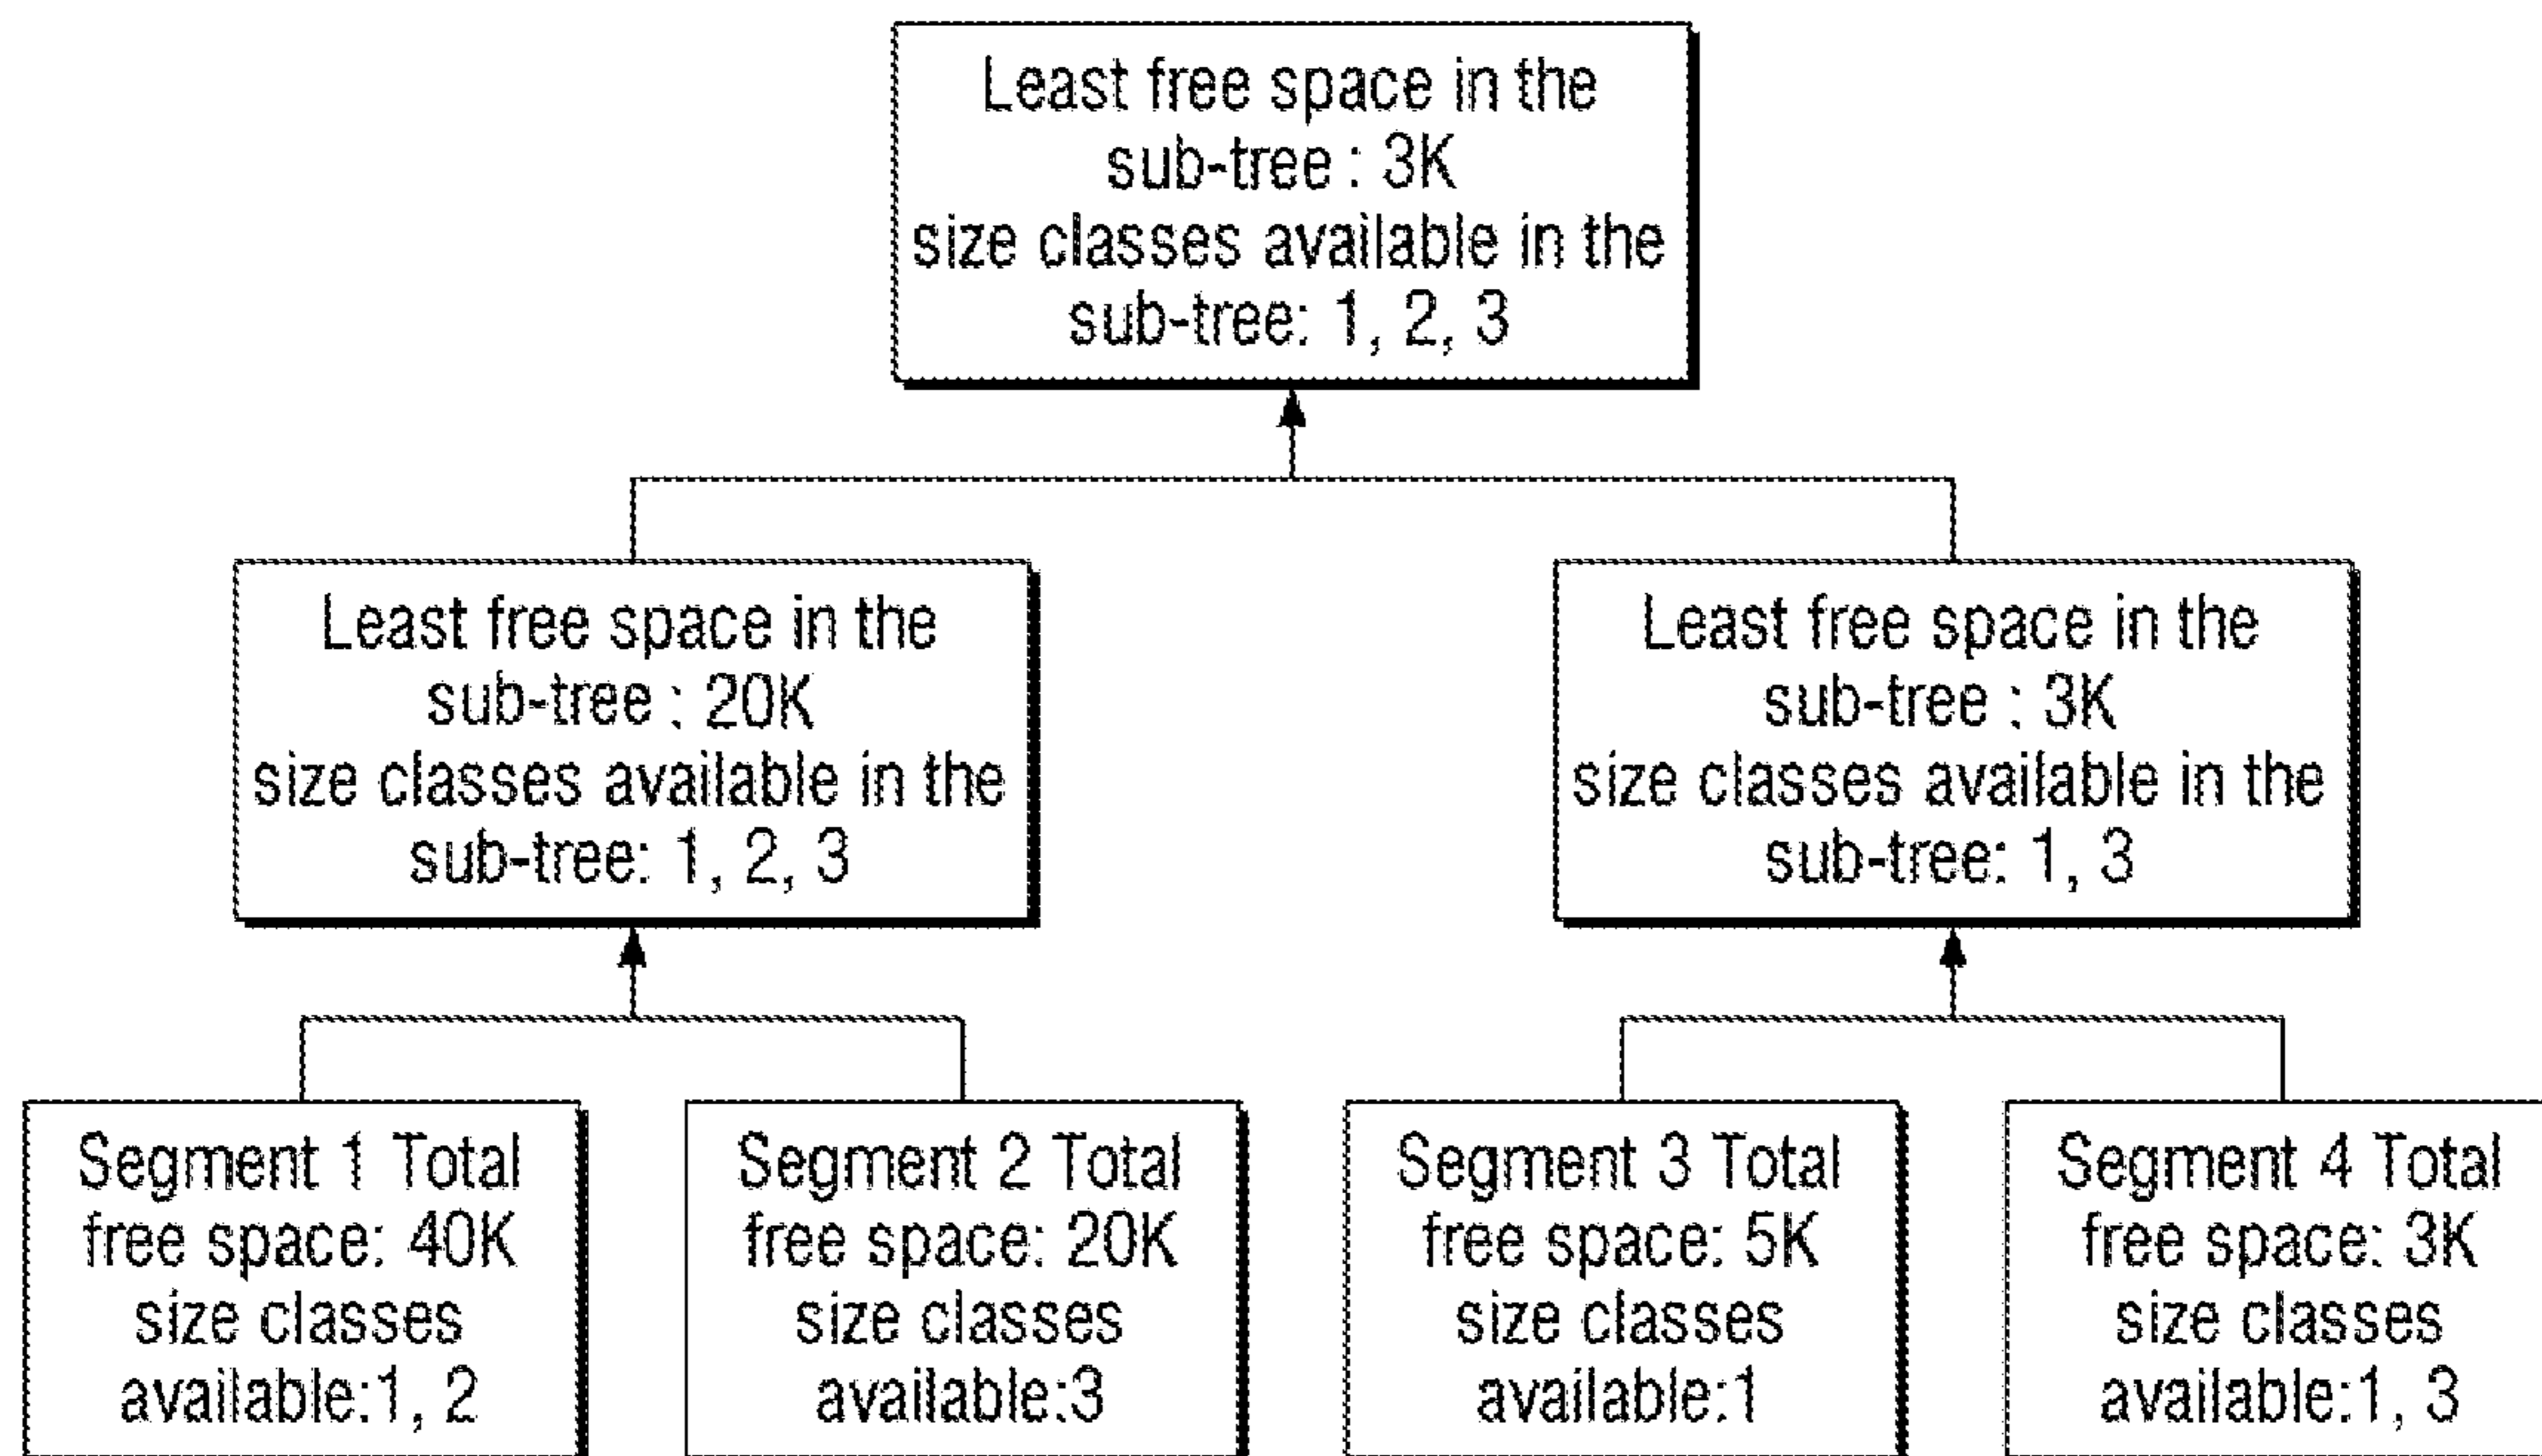 Least free space in the
sub-tree : 3K
size classes available in the
sub-tree: 1, 2, 3
Least free space in the
sub-tree : 20K
size classes available in the
sub-tree: 1, 2, 3
Least free space in the
sub-tree : 3K
size classes available in the
sub-tree: 1, 3
Segment 1 Total
free space: 40K
size classes
available:1, 2
Segment 2 Total
free space: 20K
size classes
available:3
Segment 3 Total
free space: 5K
size classes
available:1
Segment 4 Total
free space: 3K
size classes
available:1, 3